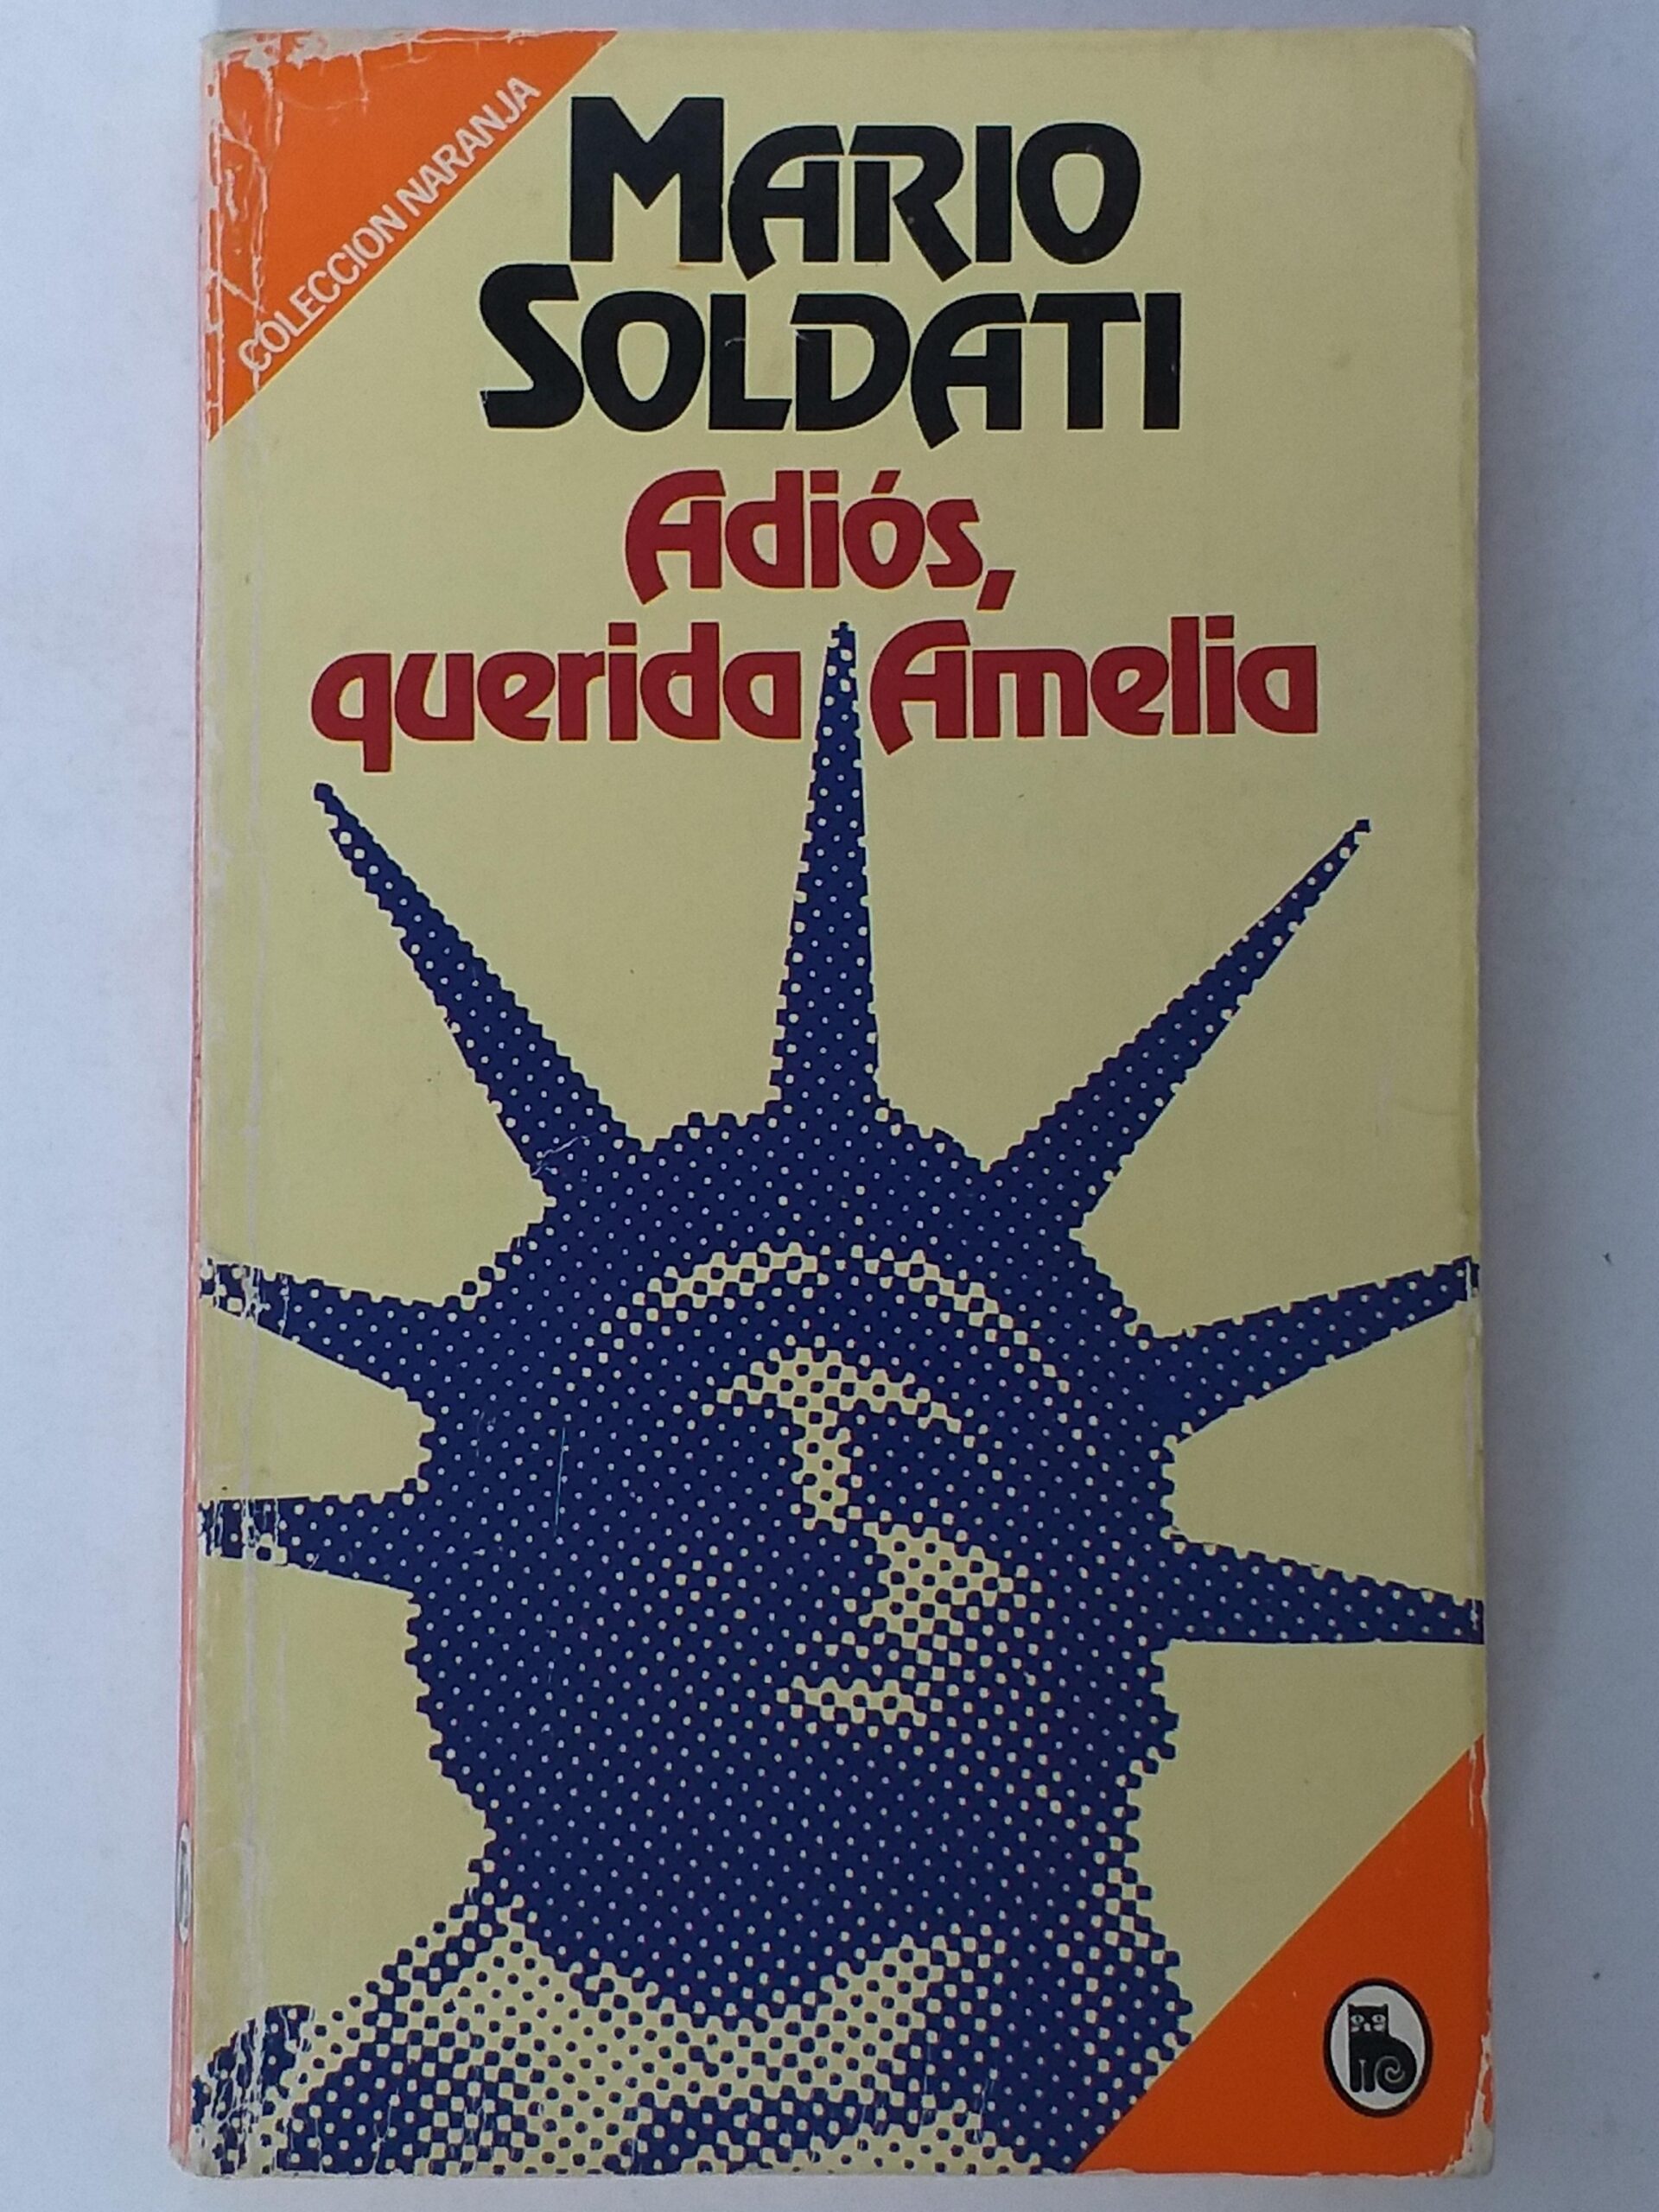 COLECCION NARANJA
MARIO
SOLDATI
Adiós,
querida Amelia